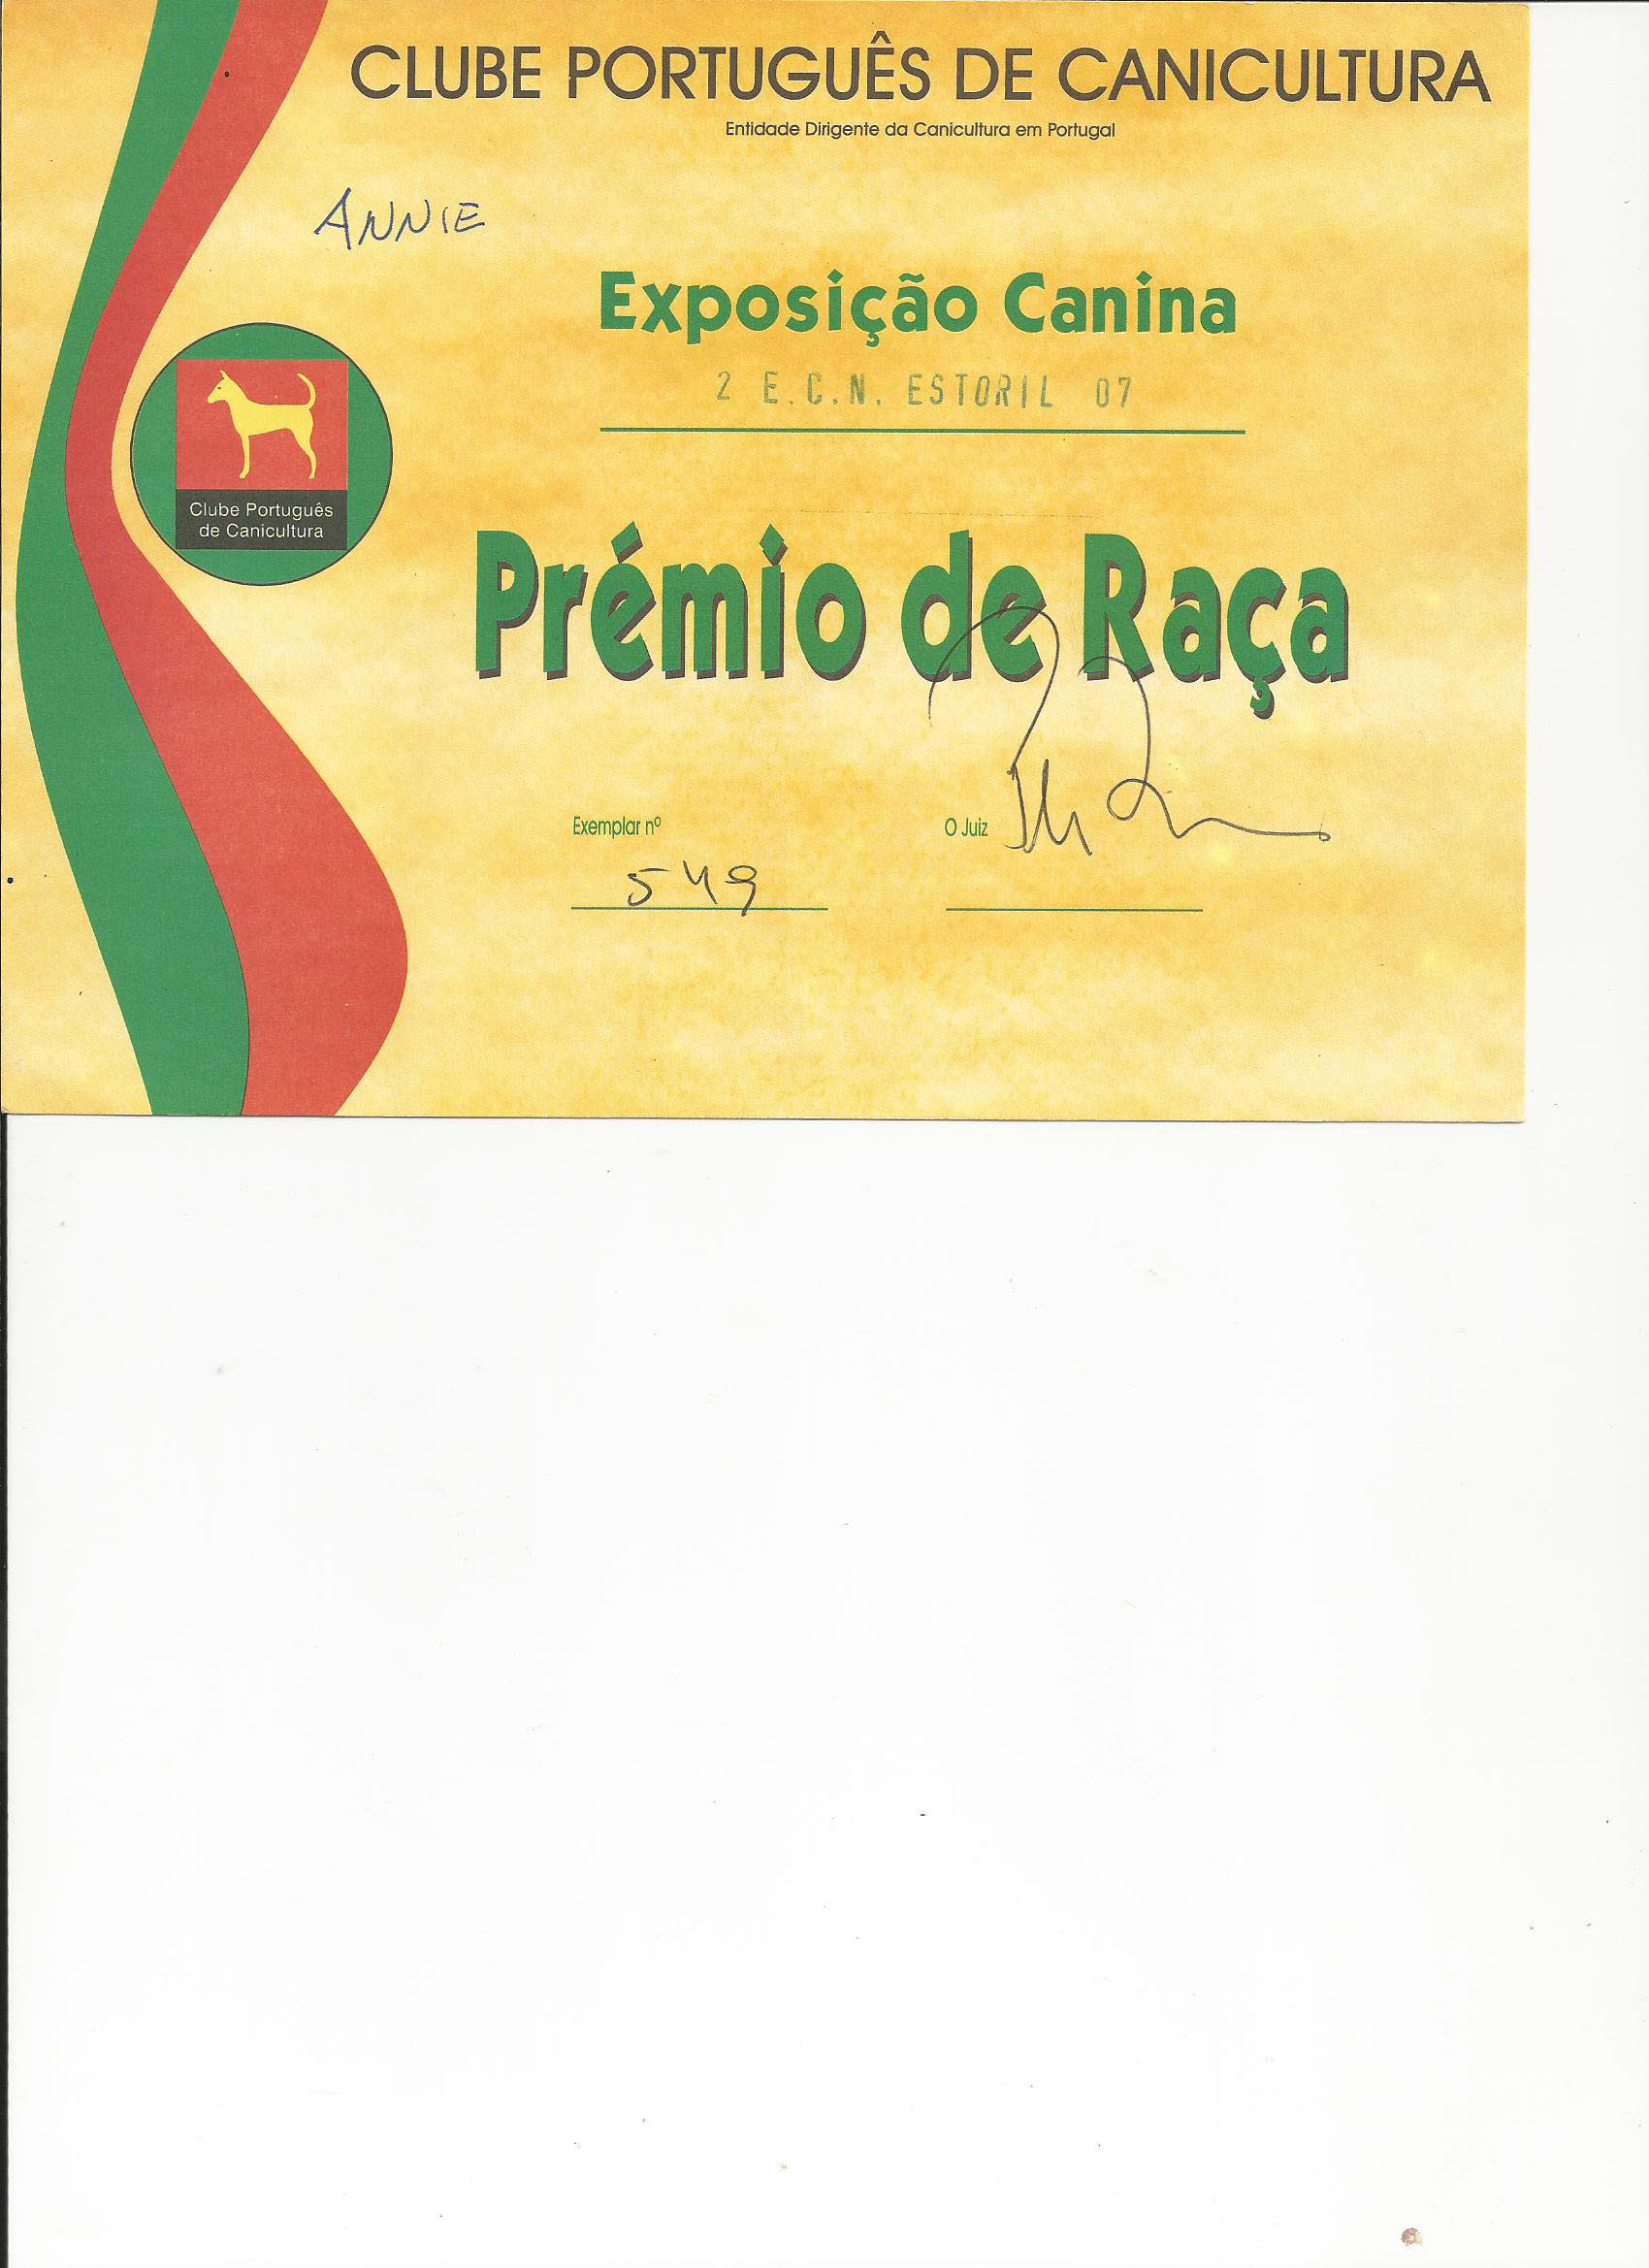 CLUBE PORTUGUÊS DE CANICULTURA
Entidade Dirigente da Canicultura em Portugal
ANNIE
Exposição Canina
2 E.C.N. ESTORIL 07
Clube Português
de Canicultura
Prémio de Raça
Exemplar nº
549
O Juiz